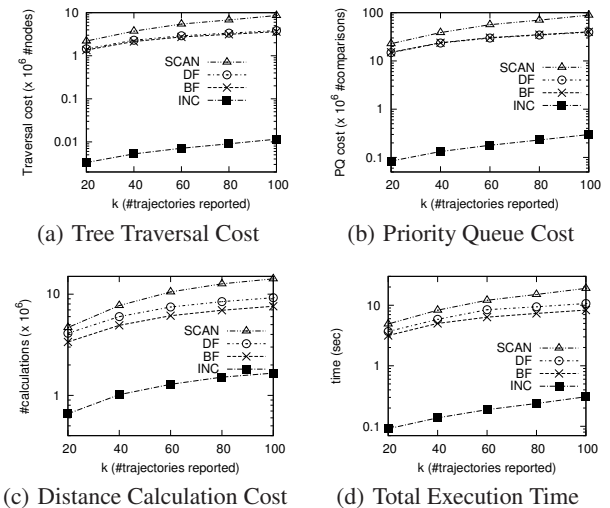 Traversal cost (x 10^6 #nodes)
10
1
0.1
0.01
SCAN
DF
BF
INC
20 40 60 80 100
k (#trajectories reported)
(a) Tree Traversal Cost
PQ cost (x 10^6 #comparisons)
100
10
1
0.1
SCAN
DF
BF
INC
20 40 60 80 100
k (#trajectories reported)
(b) Priority Queue Cost
#calculations (x 10^6)
10
1
SCAN
DF
BF
INC
20 40 60 80 100
k (#trajectories reported)
(c) Distance Calculation Cost
time (sec)
10
1
0.1
SCAN
DF
BF
INC
20 40 60 80 100
k (#trajectories reported)
(d) Total Execution Time